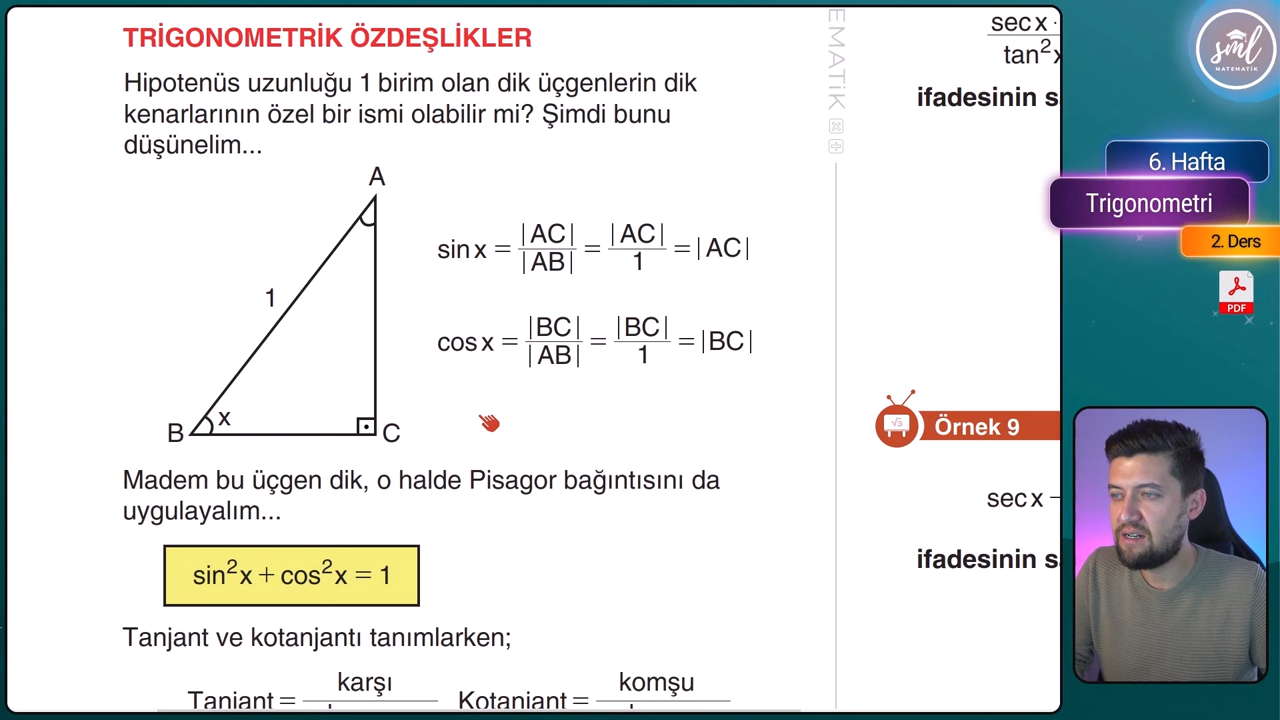 TRİGONOMETRİK ÖZDEŞLİKLER
Hipotenüs uzunluğu 1 birim olan dik üçgenlerin dik
kenarlarının özel bir ismi olabilir mi? Şimdi bunu
düşünelim...
A
1
B
x
C
sin x = |AC| / |AB| = |AC| / 1 = |AC|
cos x = |BC| / |AB| = |BC| / 1 = |BC|
Madem bu üçgen dik, o halde Pisagor bağıntısını da
uygulayalım...
sin²x + cos²x = 1
Tanjant ve kotanjantı tanımlarken;
Tanjant = karşı
Kotanjant = komşu
EMATİK
sec x ·
tan²x
ifadesinin s
√3
Örnek 9
sec x −
ifadesinin s
sml
MATEMATİK
6. Hafta
Trigonometri
2. Ders
PDF